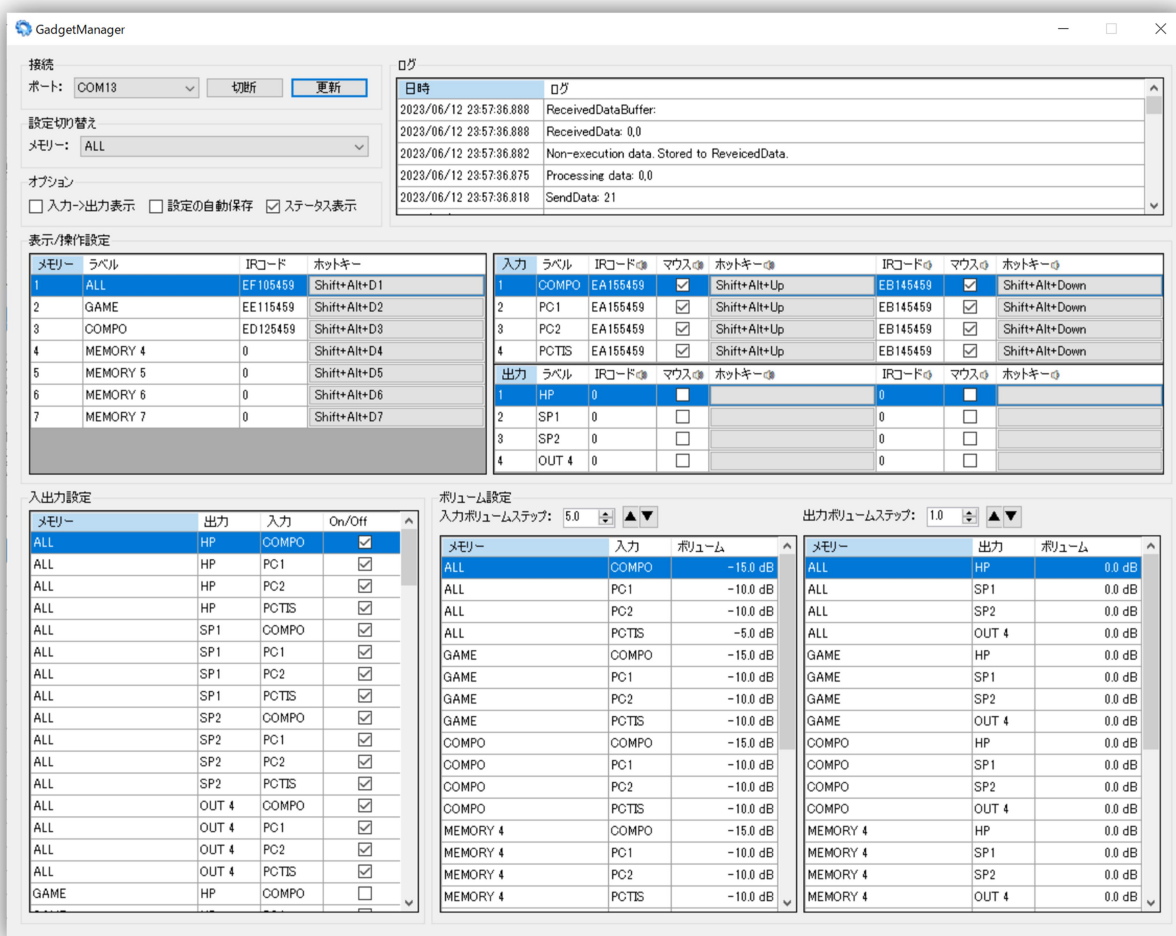 GadgetManager
接続
ポート: COM13 切断 更新
設定切り替え
メモリー: ALL
オプション
入力->出力表示 設定の自動保存 ステータス表示
ログ
日時 ログ
2023/06/12 23:57:36.888 ReceivedDataBuffer:
2023/06/12 23:57:36.888 ReceivedData: 0,0
2023/06/12 23:57:36.882 Non-execution data. Stored to ReveicedData.
2023/06/12 23:57:36.875 Processing data: 0,0
2023/06/12 23:57:36.818 SendData: 21
表示/操作設定
メモリー ラベル IRコード ホットキー
1 ALL EF105459 Shift+Alt+D1
2 GAME EE115459 Shift+Alt+D2
3 COMPO ED125459 Shift+Alt+D3
4 MEMORY 4 0 Shift+Alt+D4
5 MEMORY 5 0 Shift+Alt+D5
6 MEMORY 6 0 Shift+Alt+D6
7 MEMORY 7 0 Shift+Alt+D7
入力 ラベル IRコード マウス ホットキー IRコード マウス ホットキー
1 COMPO EA155459 Shift+Alt+Up EB145459 Shift+Alt+Down
2 PC1 EA155459 Shift+Alt+Up EB145459 Shift+Alt+Down
3 PC2 EA155459 Shift+Alt+Up EB145459 Shift+Alt+Down
4 PCTIS EA155459 Shift+Alt+Up EB145459 Shift+Alt+Down
出力 ラベル IRコード マウス ホットキー IRコード マウス ホットキー
1 HP 0 0
2 SP1 0 0
3 SP2 0 0
4 OUT 4 0 0
入出力設定
メモリー 出力 入力 On/Off
ALL HP COMPO
ALL HP PC1
ALL HP PC2
ALL HP PCTIS
ALL SP1 COMPO
ALL SP1 PC1
ALL SP1 PC2
ALL SP1 PCTIS
ALL SP2 COMPO
ALL SP2 PC1
ALL SP2 PC2
ALL SP2 PCTIS
ALL OUT 4 COMPO
ALL OUT 4 PC1
ALL OUT 4 PC2
ALL OUT 4 PCTIS
GAME HP COMPO
ボリューム設定
入力ボリュームステップ: 5.0 ▲▼
メモリー 入力 ボリューム
ALL COMPO -15.0 dB
ALL PC1 -10.0 dB
ALL PC2 -10.0 dB
ALL PCTIS -5.0 dB
GAME COMPO -15.0 dB
GAME PC1 -10.0 dB
GAME PC2 -10.0 dB
GAME PCTIS -10.0 dB
COMPO COMPO -15.0 dB
COMPO PC1 -10.0 dB
COMPO PC2 -10.0 dB
COMPO PCTIS -10.0 dB
MEMORY 4 COMPO -15.0 dB
MEMORY 4 PC1 -10.0 dB
MEMORY 4 PC2 -10.0 dB
MEMORY 4 PCTIS -10.0 dB
出力ボリュームステップ: 1.0 ▲▼
メモリー 出力 ボリューム
ALL HP 0.0 dB
ALL SP1 0.0 dB
ALL SP2 0.0 dB
ALL OUT 4 0.0 dB
GAME HP 0.0 dB
GAME SP1 0.0 dB
GAME SP2 0.0 dB
GAME OUT 4 0.0 dB
COMPO HP 0.0 dB
COMPO SP1 0.0 dB
COMPO SP2 0.0 dB
COMPO OUT 4 0.0 dB
MEMORY 4 HP 0.0 dB
MEMORY 4 SP1 0.0 dB
MEMORY 4 SP2 0.0 dB
MEMORY 4 OUT 4 0.0 dB